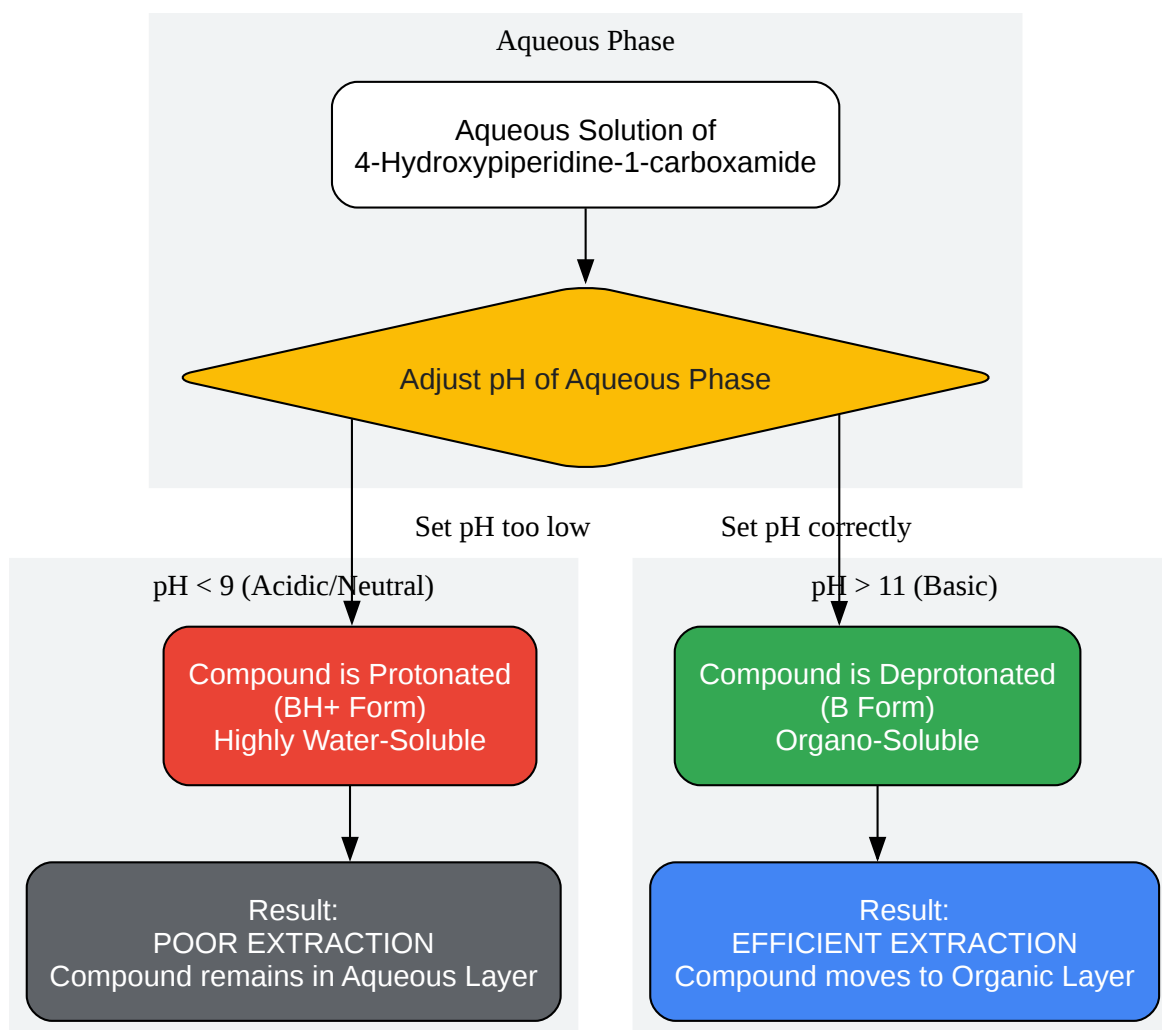 Aqueous Phase
Aqueous Solution of
4-Hydroxypiperidine-1-carboxamide
Adjust pH of Aqueous Phase
Set pH too low
Set pH correctly
pH < 9 (Acidic/Neutral)
pH > 11 (Basic)
Compound is Protonated
(BH+ Form)
Highly Water-Soluble
Compound is Deprotonated
(B Form)
Organo-Soluble
Result:
POOR EXTRACTION
Compound remains in Aqueous Layer
Result:
EFFICIENT EXTRACTION
Compound moves to Organic Layer